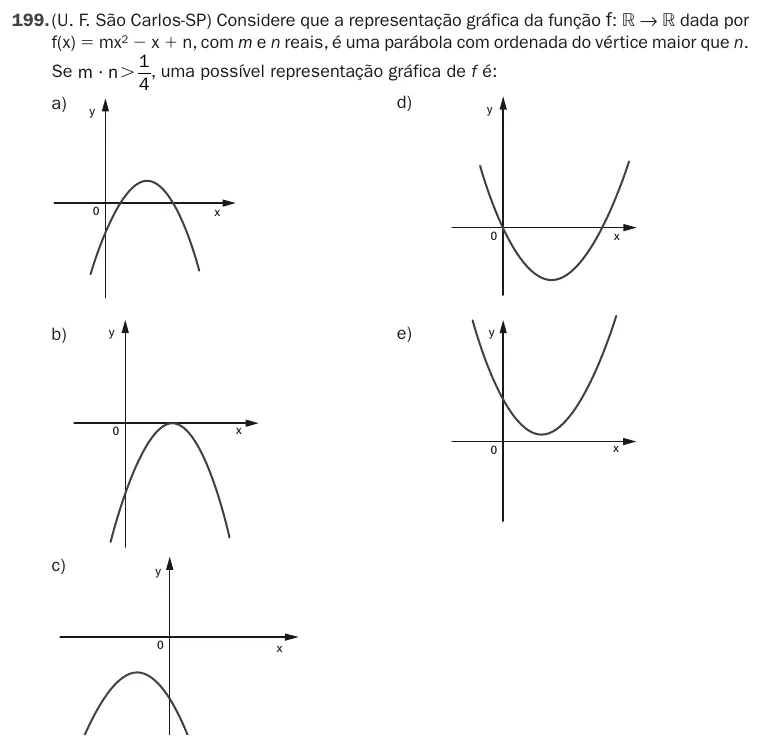 199. (U. F. São Carlos-SP) Considere que a representação gráfica da função f: ℝ → ℝ dada por
f(x) = mx² − x + n, com m e n reais, é uma parábola com ordenada do vértice maior que n.
Se m · n > 1/4, uma possível representação gráfica de f é:
a)
y
0
x
d)
y
0
x
b)
y
0
x
e)
y
0
x
c)
y
0
x